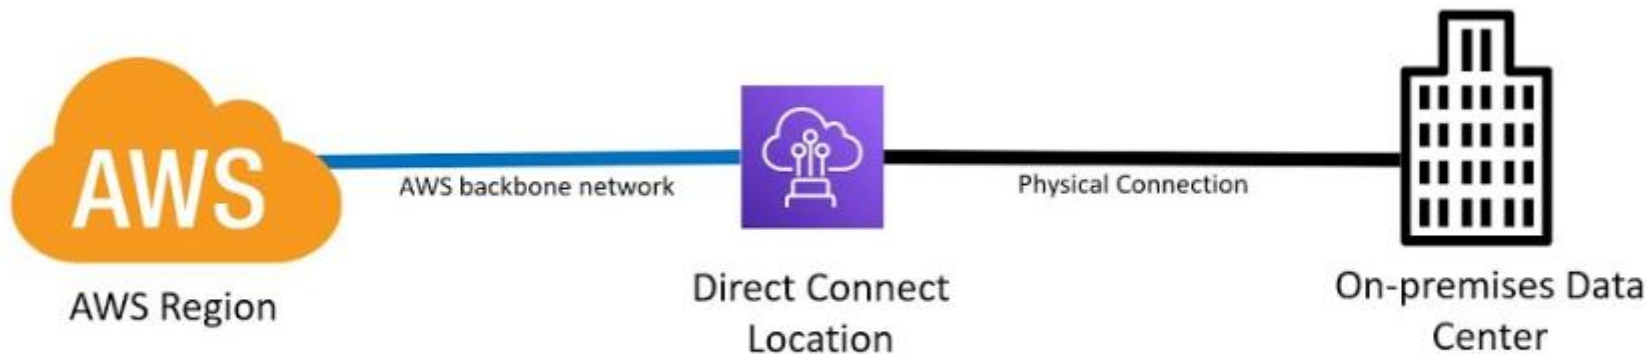 AWS
AWS backbone network
Physical Connection
AWS Region
Direct Connect
Location
On-premises Data
Center